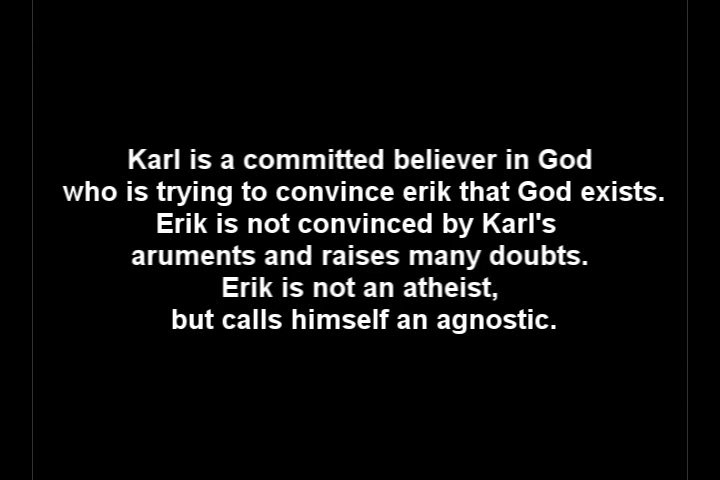 Karl is a committed believer in God
who is trying to convince erik that God exists.
Erik is not convinced by Karl's
aruments and raises many doubts.
Erik is not an atheist,
but calls himself an agnostic.